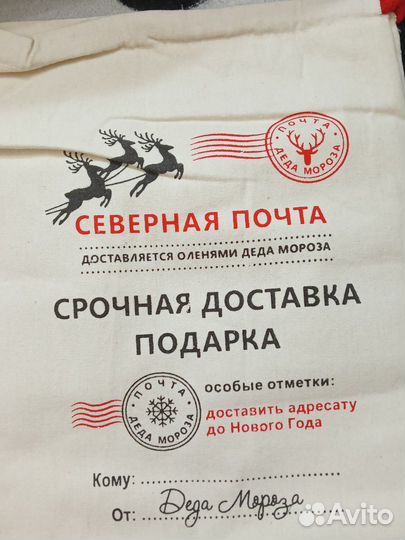 ПОЧТА
ДЕДА МОРОЗА
СЕВЕРНАЯ ПОЧТА
ДОСТАВЛЯЕТСЯ ОЛЕНЯМИ ДЕДА МОРОЗА
СРОЧНАЯ ДОСТАВКА
ПОДАРКА
ПОЧТА
ДЕДА МОРОЗА
особые отметки:
доставить адресату
до Нового Года
Кому:
От: Деда Мороза
Avito